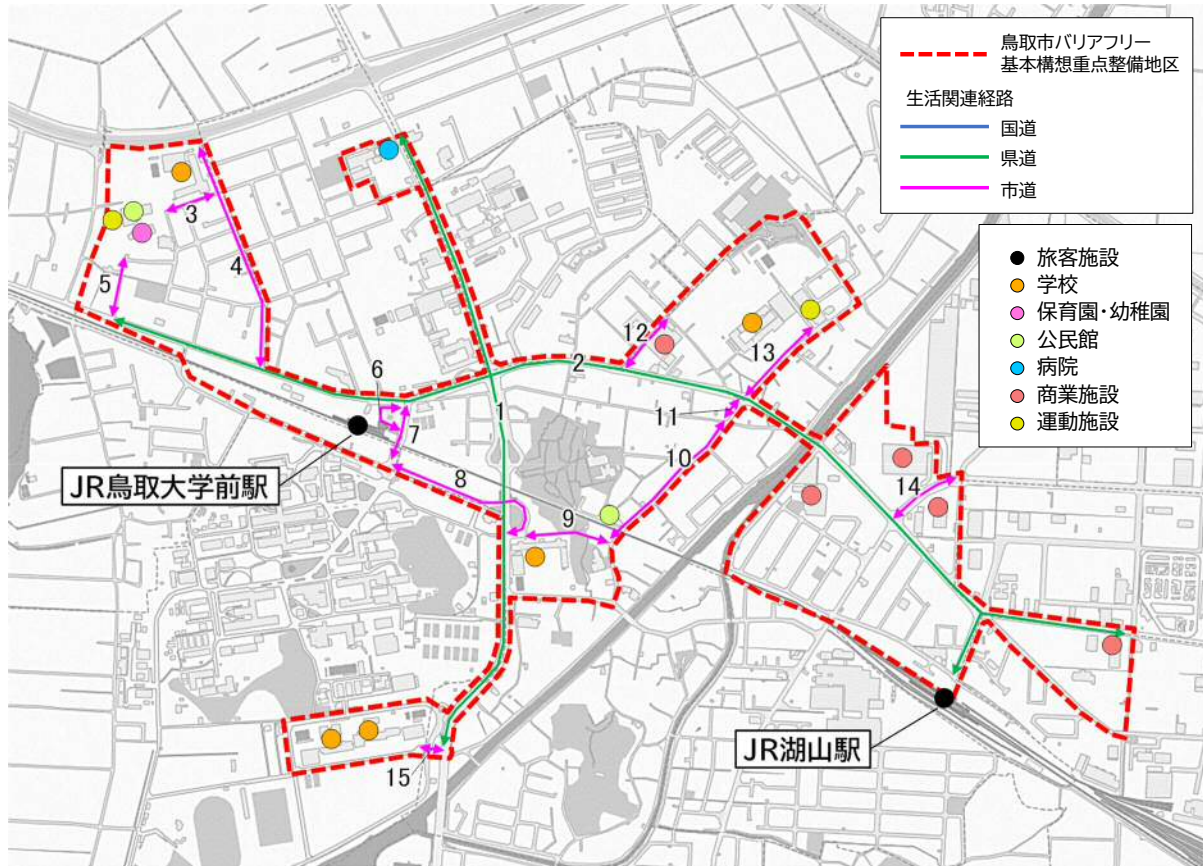 鳥取市バリアフリー
基本構想重点整備地区
生活関連経路
国道
県道
市道
旅客施設
学校
保育園・幼稚園
公民館
病院
商業施設
運動施設
3
4
5
12
13
2
6
1
11
7
JR鳥取大学前駅
10
8
14
9
JR湖山駅
15